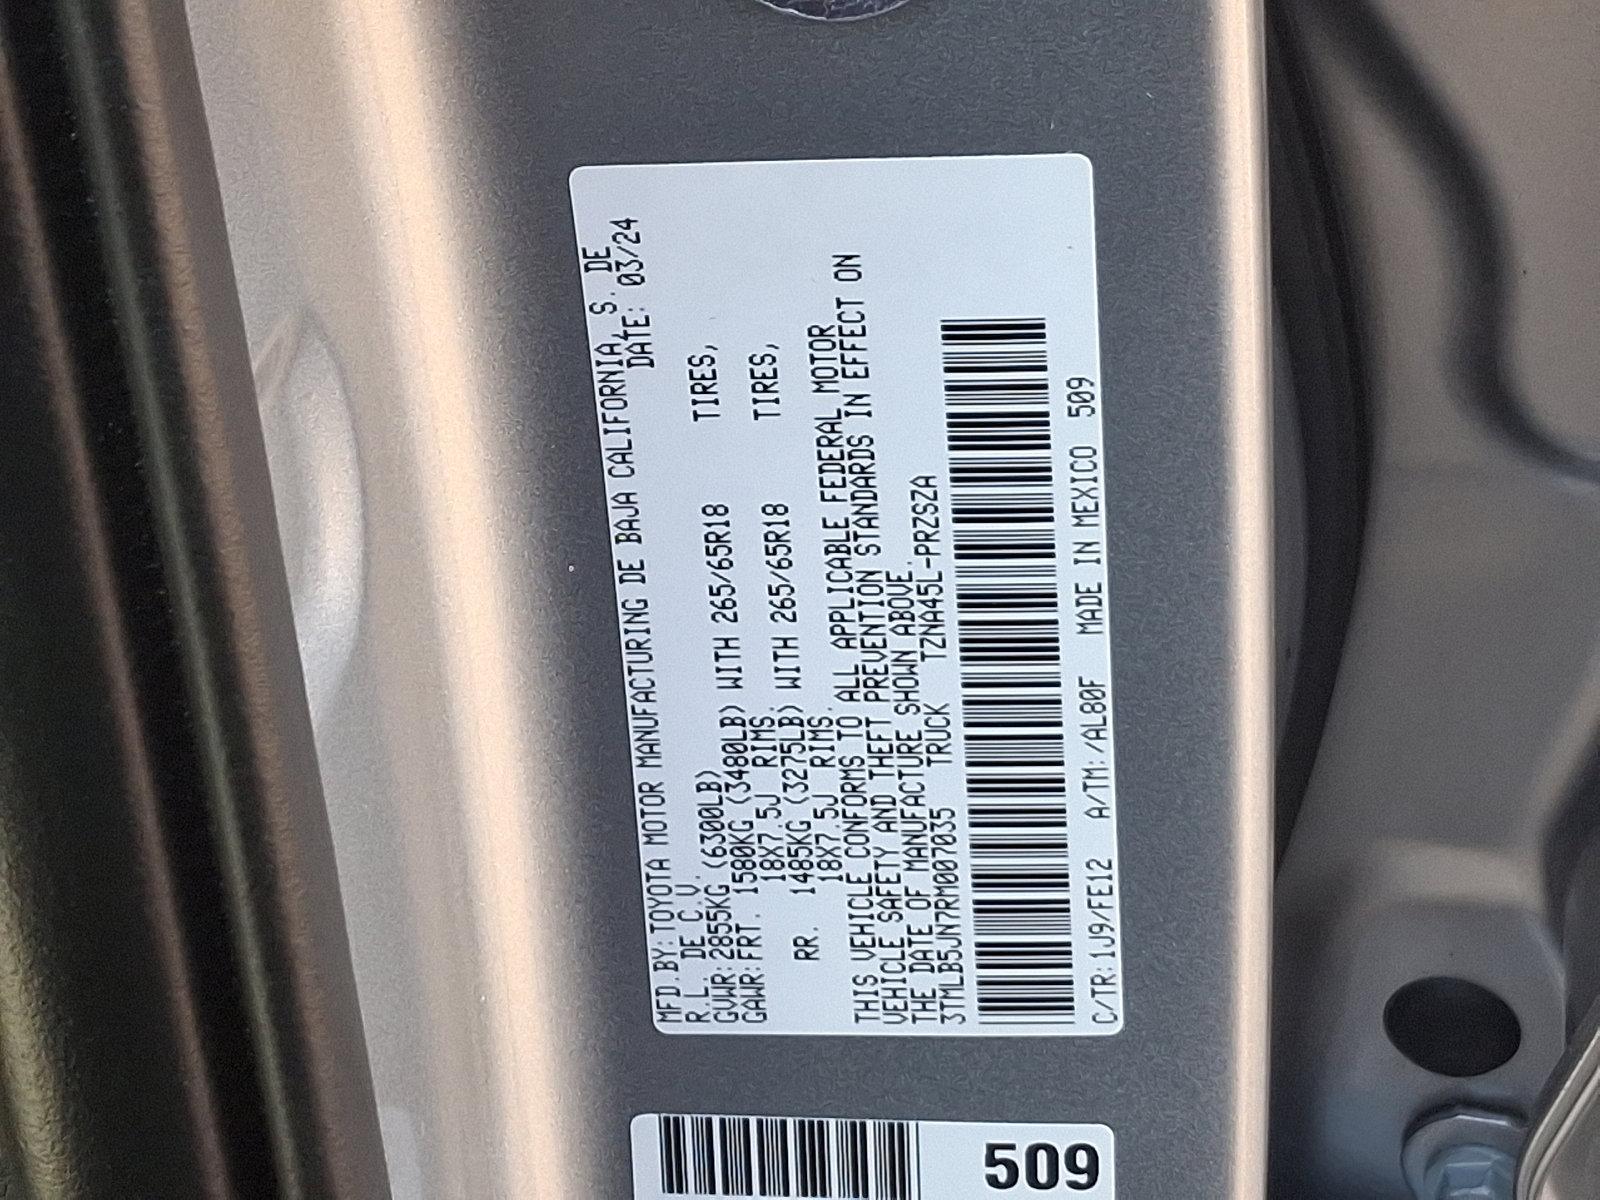 MFD.BY:TOYOTA MOTOR MANUFACTURING DE BAJA CALIFORNIA, S. DE
R.L. DE C.V. DATE: 03/24
GVWR:2855KG (6300LB)
GAWR:FRT. 1580KG (3480LB) WITH 265/65R18 TIRES,
18X7.5J RIMS.
RR. 1485KG (3275LB) WITH 265/65R18 TIRES,
18X7.5J RIMS.
THIS VEHICLE CONFORMS TO ALL APPLICABLE FEDERAL MOTOR
VEHICLE SAFETY AND THEFT PREVENTION STANDARDS IN EFFECT ON
THE DATE OF MANUFACTURE SHOWN ABOVE.
3TMLB5JN7RM007035 TRUCK TZNA45L-PRZSZA
C/TR:1J9/FE12 A/TM:/AL80F MADE IN MEXICO 509
509